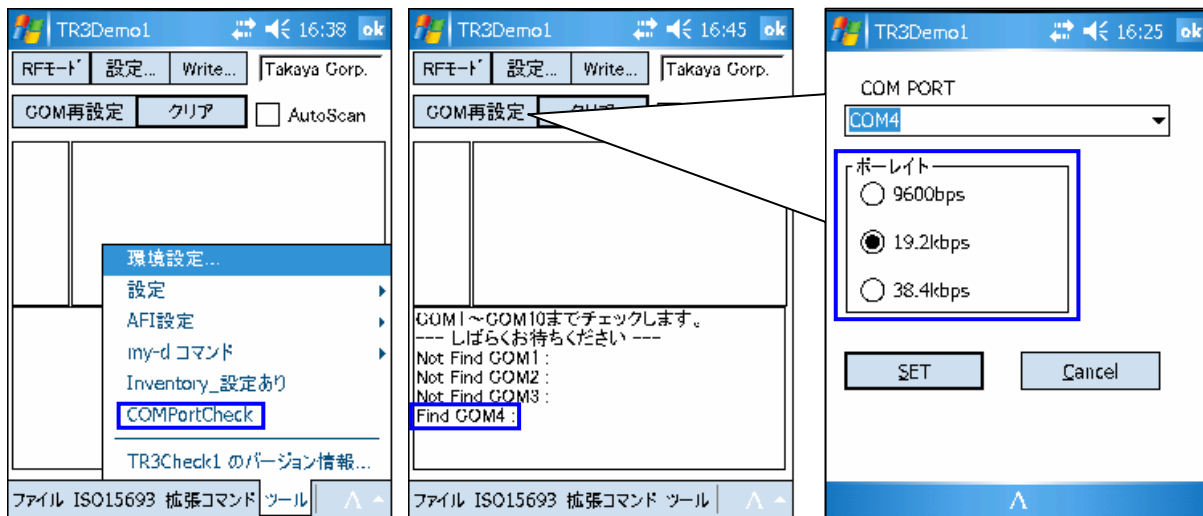 TR3Demo1 16:38 ok
RFモード 設定... Write... Takaya Corp.
COM再設定 クリア AutoScan
環境設定...
設定
AFI設定
my-d コマンド
Inventory_設定あり
COMPortCheck
TR3Check1 のバージョン情報...
ファイル ISO15693 拡張コマンド ツール
TR3Demo1 16:45 ok
RFモード 設定... Write... Takaya Corp.
COM再設定 クリア
COM1～COM10までチェックします。
--- しばらくお待ちください ---
Not Find COM1 :
Not Find COM2 :
Not Find COM3 :
Find COM4 :
ファイル ISO15693 拡張コマンド ツール
TR3Demo1 16:25 ok
COM PORT
COM4
ボーレイト
9600bps
19.2kbps
38.4kbps
SET Cancel